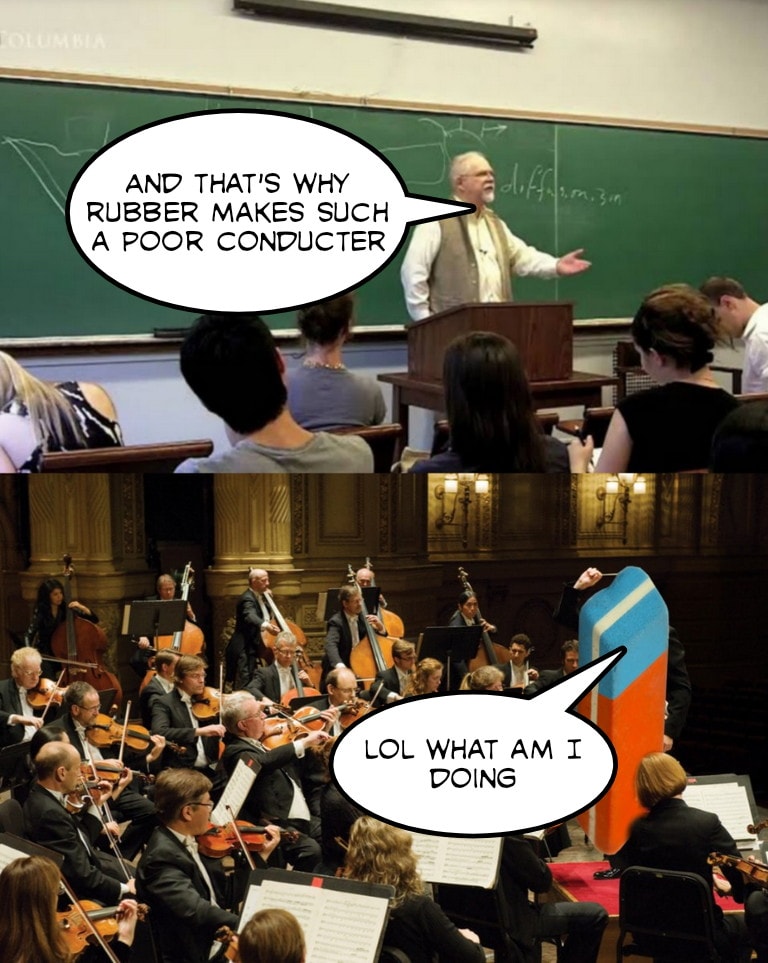 COLUMBIA
AND THAT'S WHY
RUBBER MAKES SUCH
A POOR CONDUCTER
LOL WHAT AM I
DOING